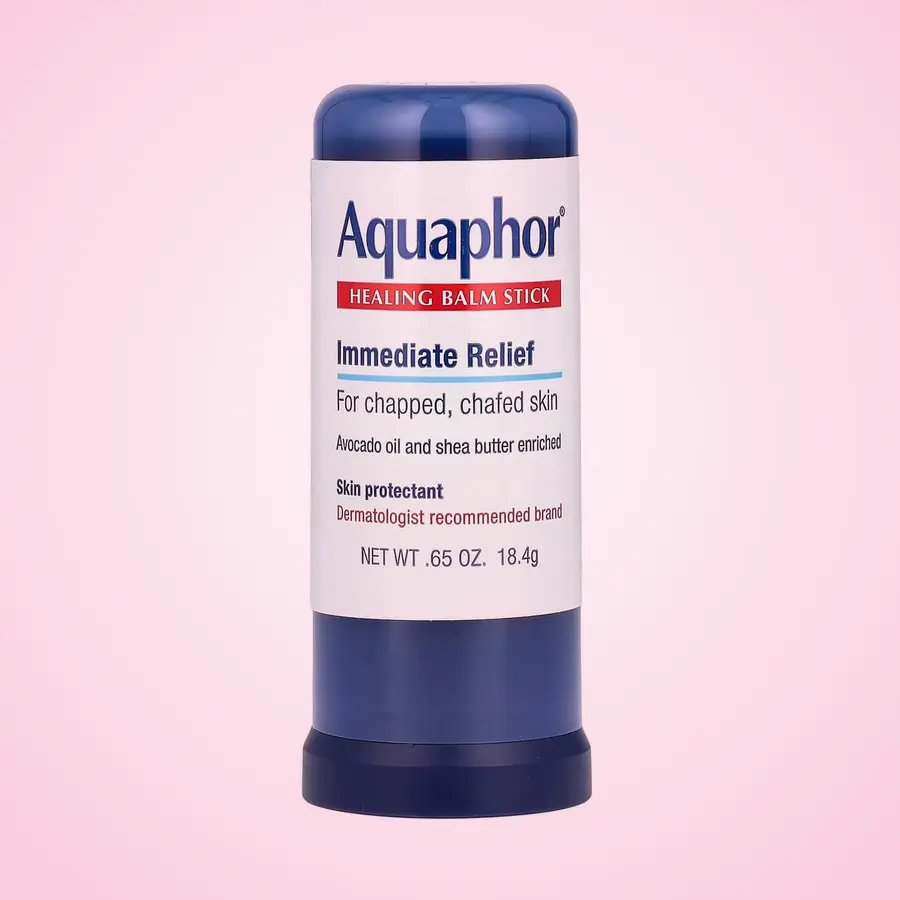 Aquaphor®
HEALING BALM STICK
Immediate Relief
For chapped, chafed skin
Avocado oil and shea butter enriched
Skin protectant
Dermatologist recommended brand
NET WT .65 OZ. 18.4g